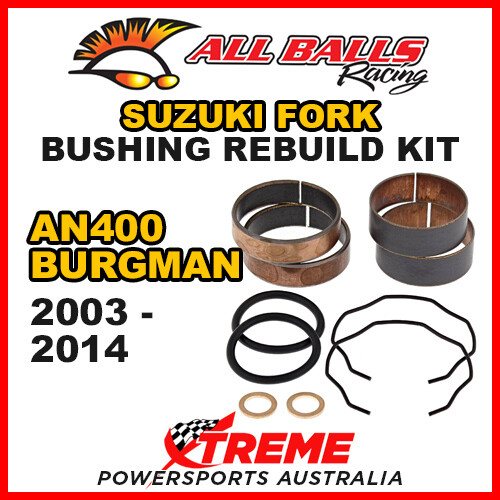 ALL BALLS
Racing
SUZUKI FORK
BUSHING REBUILD KIT
AN400
BURGMAN
2003 -
2014
XTREME
POWERSPORTS AUSTRALIA